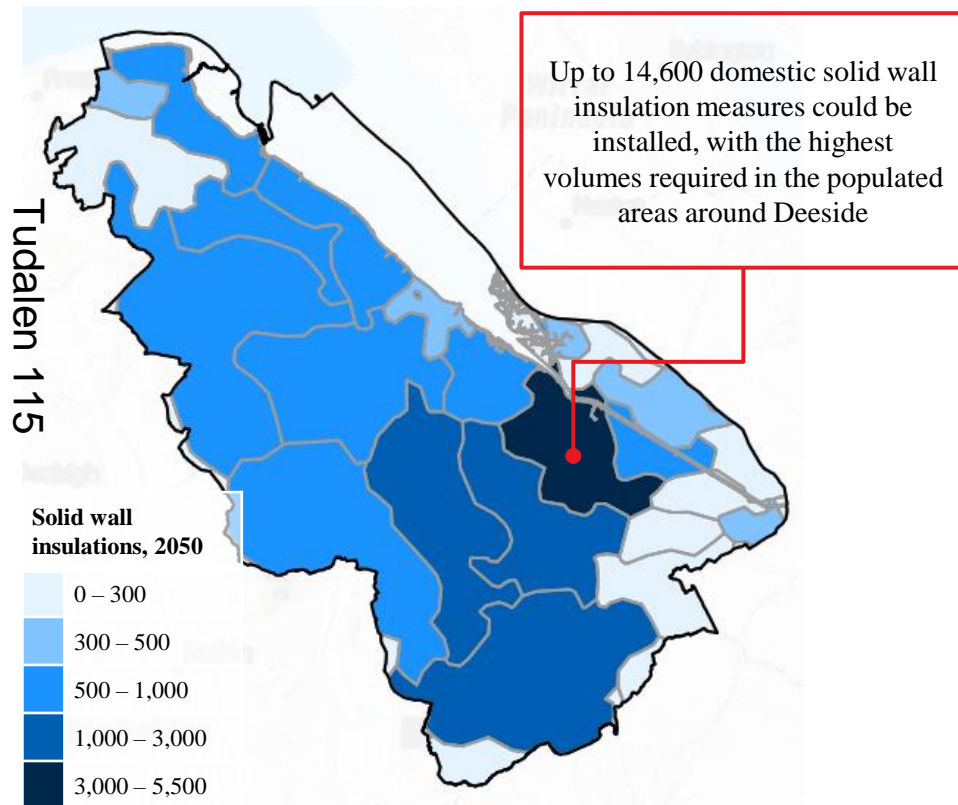 Up to 14,600 domestic solid wall
insulation measures could be
installed, with the highest
volumes required in the populated
areas around Deeside
Tudalen 115
Solid wall
insulations, 2050
0 – 300
300 – 500
500 – 1,000
1,000 – 3,000
3,000 – 5,500